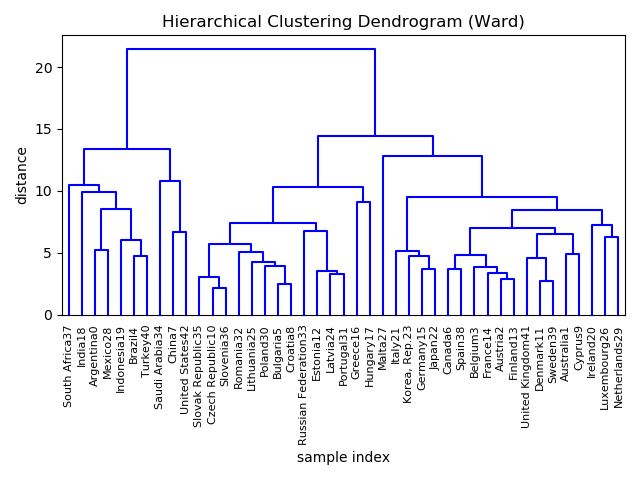 Hierarchical Clustering Dendrogram (Ward)
20
15
10
5
0
distance
South Africa37
India18
Argentina0
Mexico28
Indonesia19
Brazil4
Turkey40
Saudi Arabia34
China7
United States42
Slovak Republic35
Czech Republic10
Slovenia36
Romania32
Lithuania25
Poland30
Bulgaria5
Croatia8
Russian Federation33
Estonia12
Latvia24
Portugal31
Greece16
Hungary17
Malta27
Italy21
Korea, Rep.23
Germany15
Japan22
Canada6
Spain38
Belgium3
France14
Austria2
Finland13
United Kingdom41
Denmark11
Sweden39
Australia1
Cyprus9
Ireland20
Luxembourg26
Netherlands29
sample index